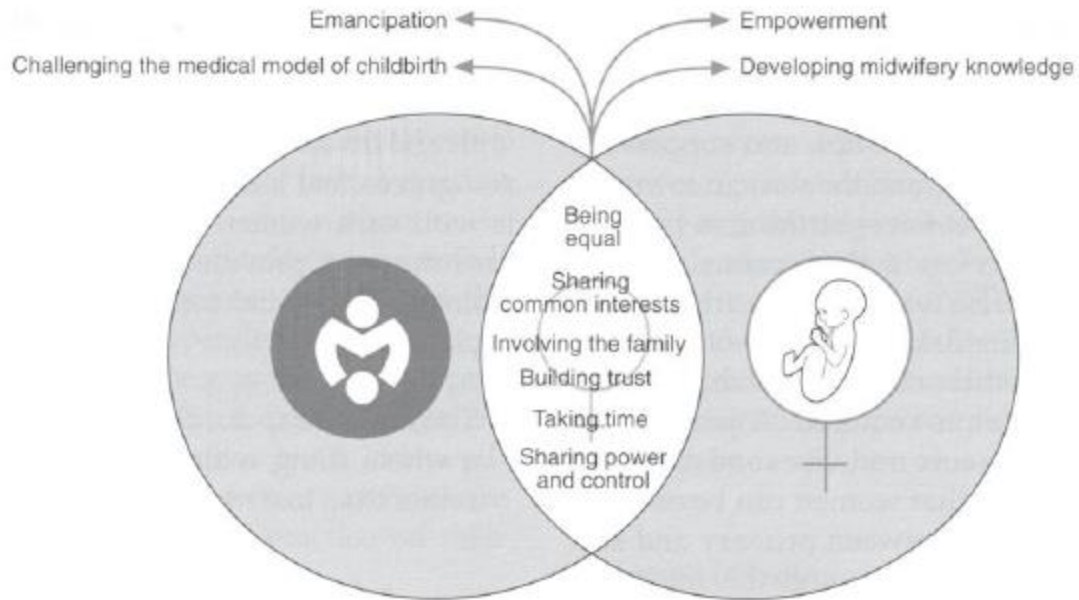 Emancipation
Empowerment
Challenging the medical model of childbirth
Developing midwifery knowledge
Being
equal
Sharing
common interests
Involving the family
Building trust
Taking time
Sharing power
and control